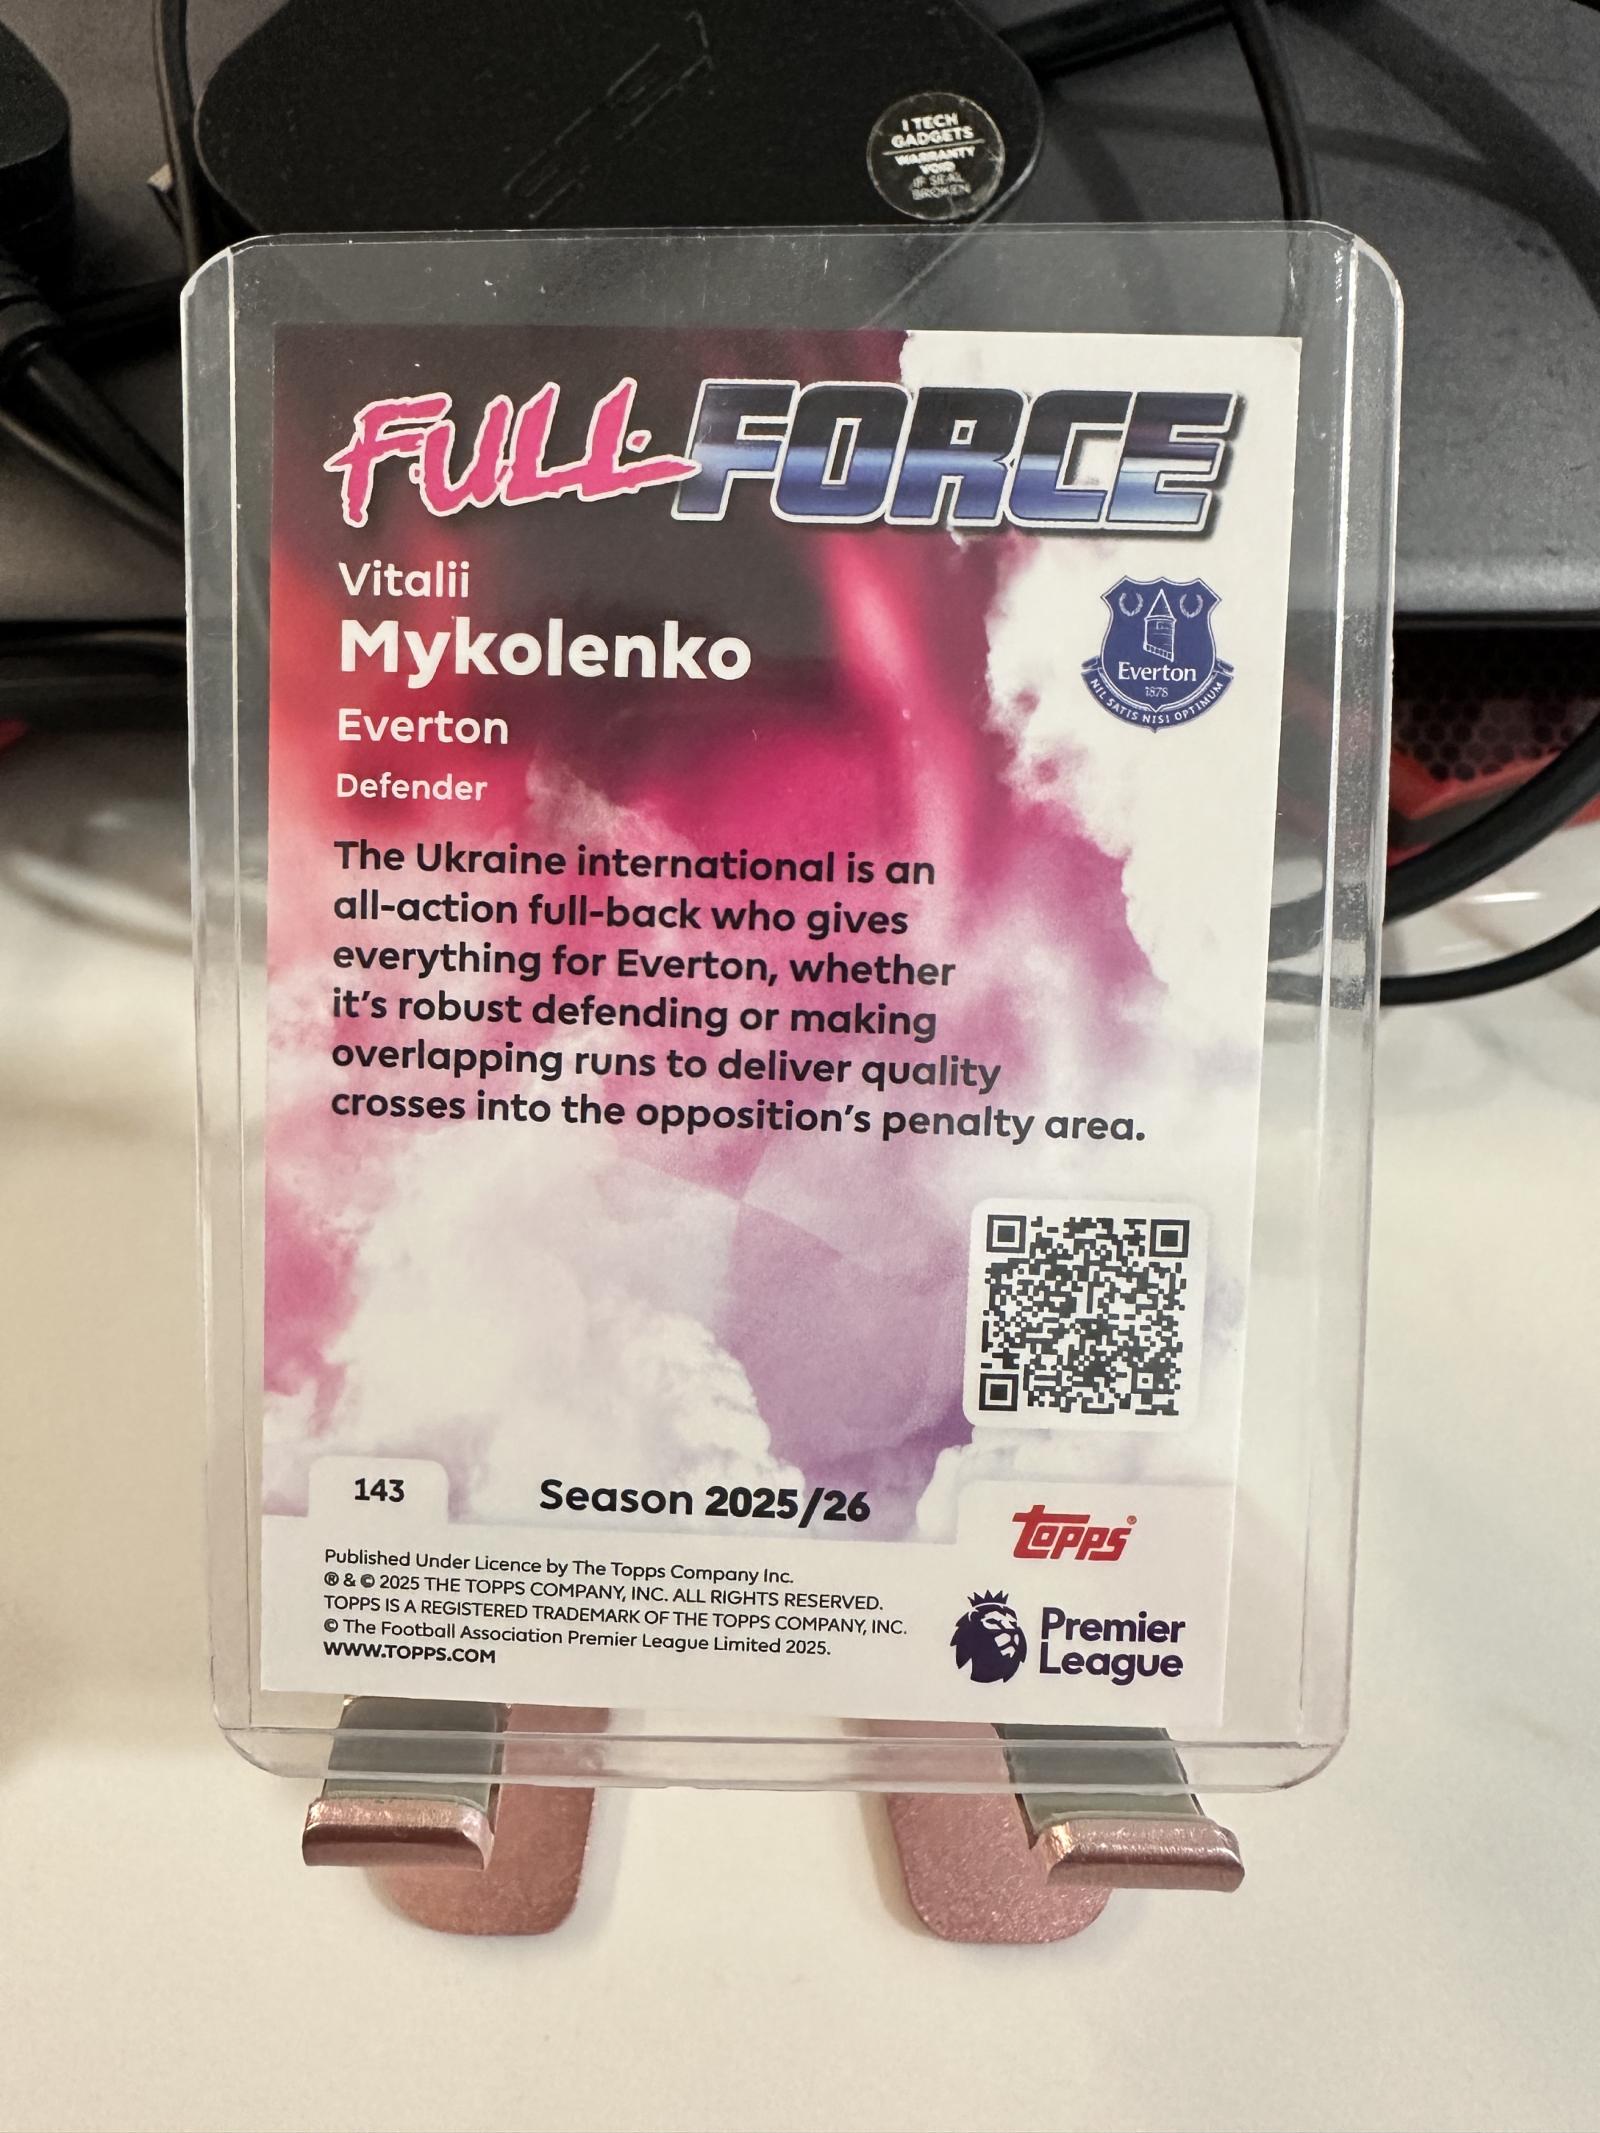 I TECH
GADGETS
WARRANTY
VOID
IF SEAL
BROKEN
FULL FORCE
Vitalii
Mykolenko
Everton
Defender
Everton
1878
NIL SATIS NISI OPTIMUM
The Ukraine international is an
all-action full-back who gives
everything for Everton, whether
it's robust defending or making
overlapping runs to deliver quality
crosses into the opposition's penalty area.
143
Season 2025/26
topps®
Published Under Licence by The Topps Company Inc.
® & © 2025 THE TOPPS COMPANY, INC. ALL RIGHTS RESERVED.
TOPPS IS A REGISTERED TRADEMARK OF THE TOPPS COMPANY, INC.
© The Football Association Premier League Limited 2025.
WWW.TOPPS.COM
Premier
League